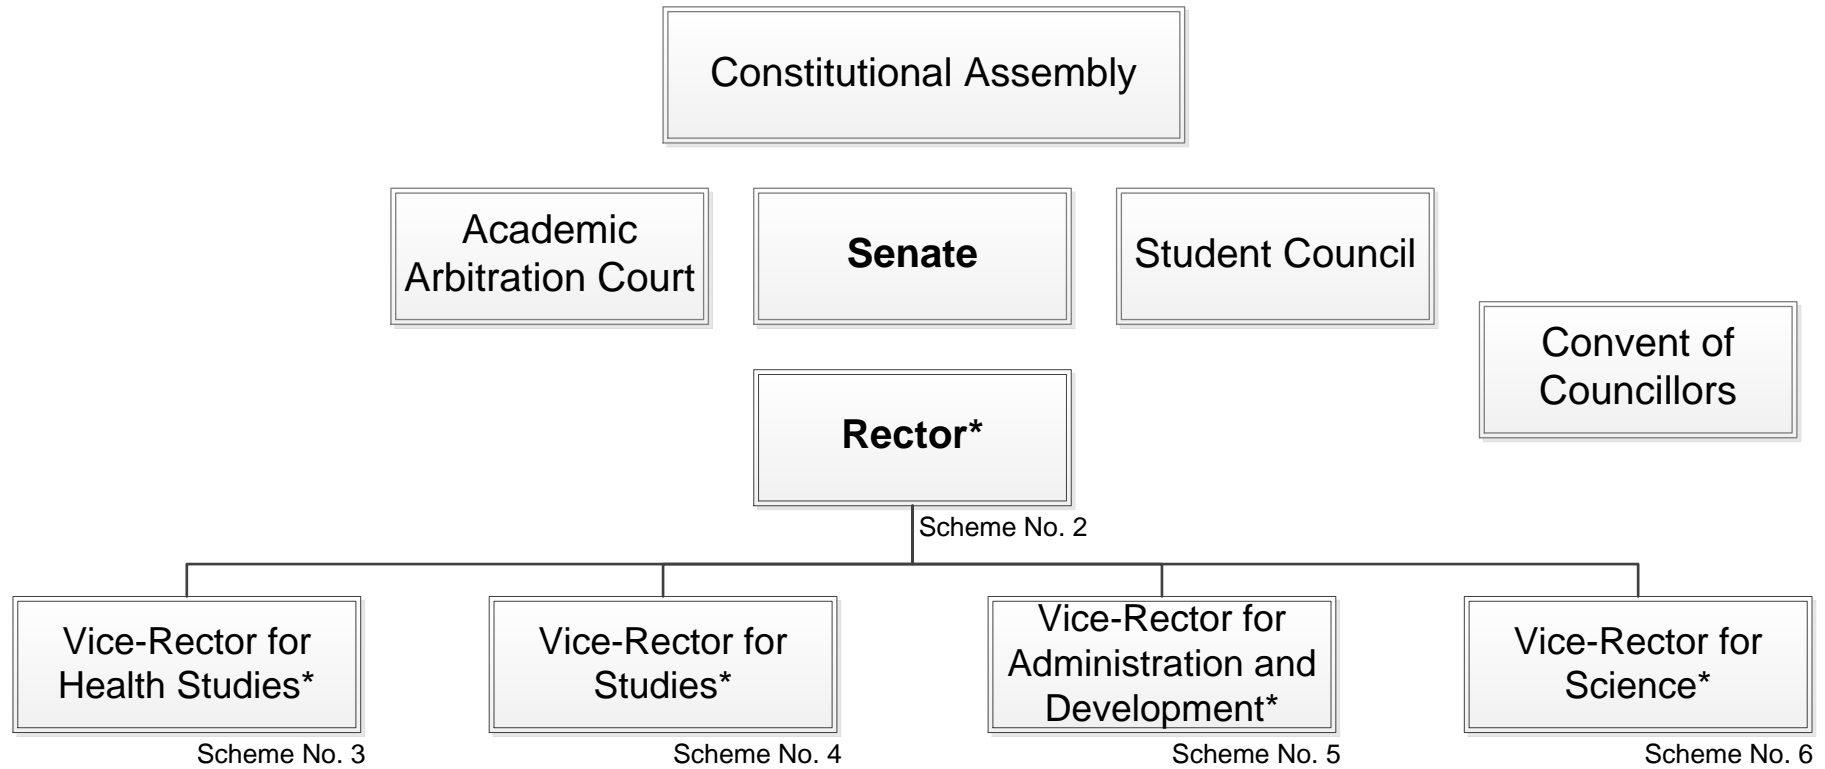 Constitutional Assembly
Academic
Arbitration Court
Senate
Student Council
Convent of
Councillors
Rector*
Scheme No. 2
Vice-Rector for
Health Studies*
Scheme No. 3
Vice-Rector for
Studies*
Scheme No. 4
Vice-Rector for
Administration and
Development*
Scheme No. 5
Vice-Rector for
Science*
Scheme No. 6